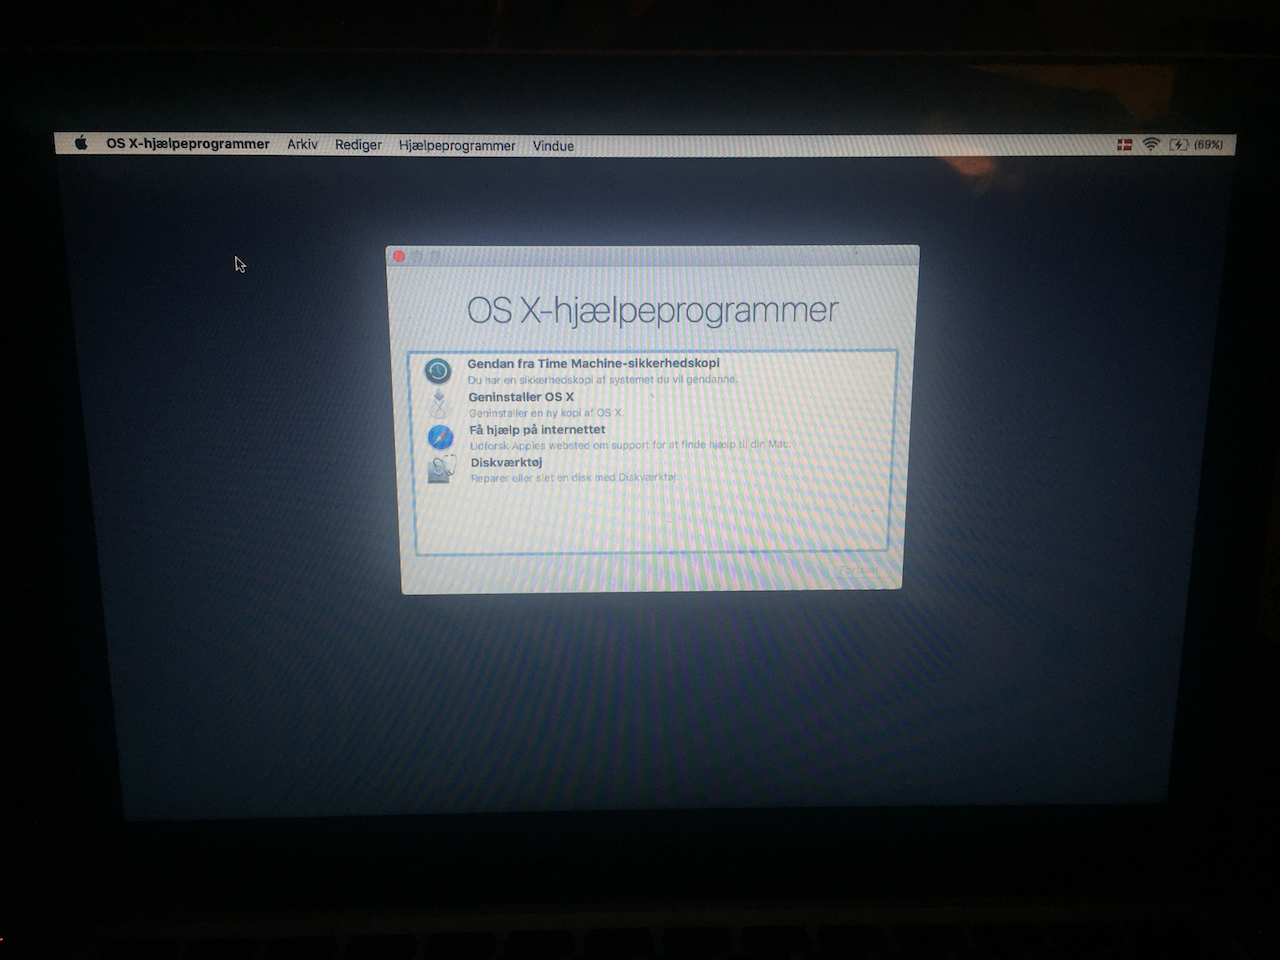 OS X-hjælpeprogrammer Arkiv Rediger Hjælpeprogrammer Vindue (69%)
OS X-hjælpeprogrammer
Gendan fra Time Machine-sikkerhedskopi
Du har en sikkerhedskopi af systemet du vil gendanne.
Geninstaller OS X
Geninstaller en ny kopi af OS X.
Få hjælp på internettet
Udforsk Apples websted om support for at finde hjælp til din Mac.
Diskværktøj
Reparer eller slet en disk med Diskværktøj.